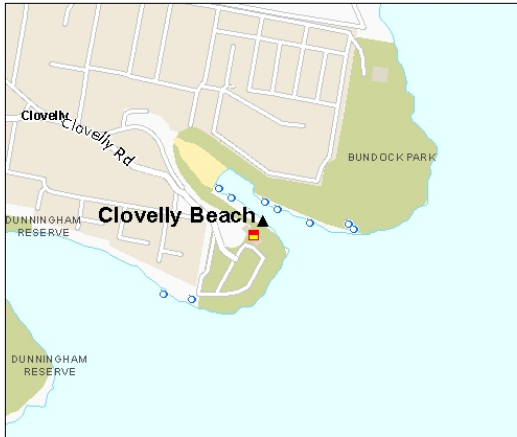 Clovelly
Clovelly Rd
BUNDOCK PARK
Clovelly Beach
DUNNINGHAM
RESERVE
DUNNINGHAM
RESERVE